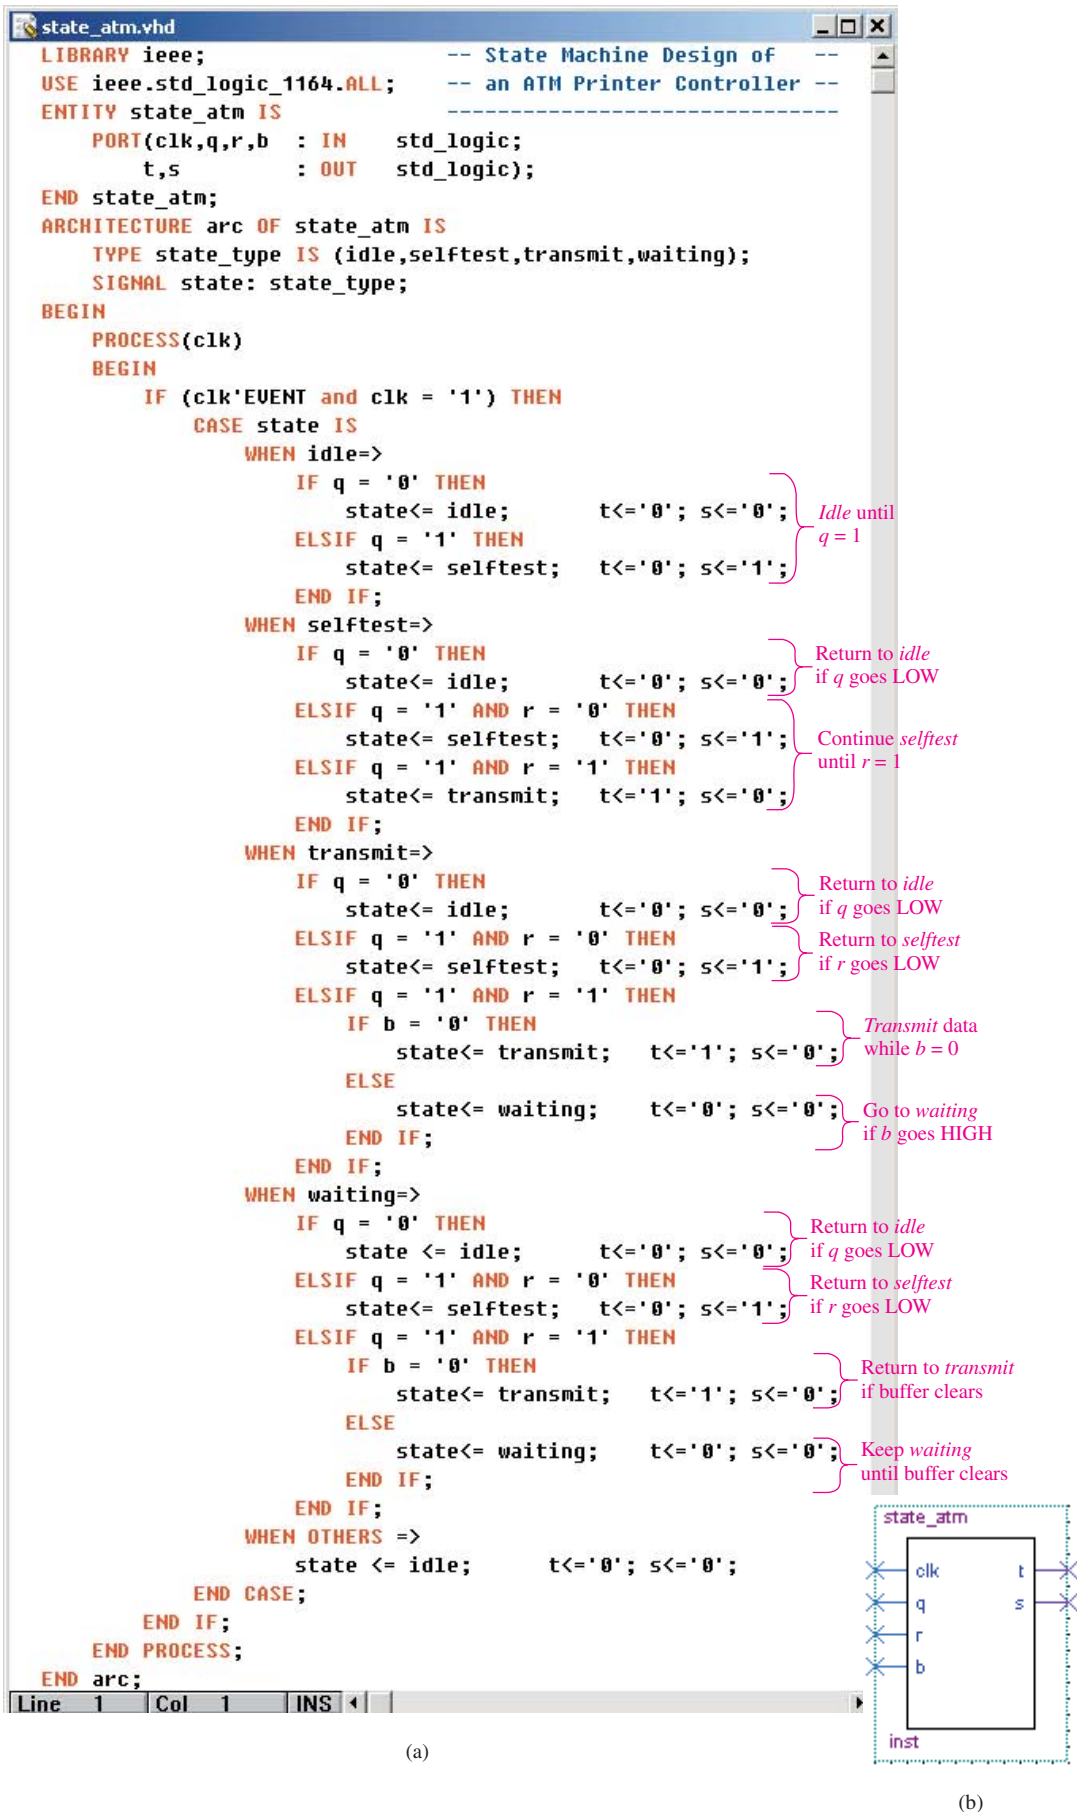 state_atm.vhd
LIBRARY ieee; -- State Machine Design of --
USE ieee.std_logic_1164.ALL; -- an ATM Printer Controller --
ENTITY state_atm IS -------------------------------
PORT(clk,q,r,b : IN std_logic;
t,s : OUT std_logic);
END state_atm;
ARCHITECTURE arc OF state_atm IS
TYPE state_type IS (idle,selftest,transmit,waiting);
SIGNAL state: state_type;
BEGIN
PROCESS(clk)
BEGIN
IF (clk'EVENT and clk = '1') THEN
CASE state IS
WHEN idle=>
IF q = '0' THEN
state<= idle; t<='0'; s<='0';
ELSIF q = '1' THEN
state<= selftest; t<='0'; s<='1';
END IF;
Idle until
q = 1
WHEN selftest=>
IF q = '0' THEN
state<= idle; t<='0'; s<='0';
Return to idle
if q goes LOW
ELSIF q = '1' AND r = '0' THEN
state<= selftest; t<='0'; s<='1';
ELSIF q = '1' AND r = '1' THEN
state<= transmit; t<='1'; s<='0';
Continue selftest
until r = 1
END IF;
WHEN transmit=>
IF q = '0' THEN
state<= idle; t<='0'; s<='0';
Return to idle
if q goes LOW
ELSIF q = '1' AND r = '0' THEN
state<= selftest; t<='0'; s<='1';
Return to selftest
if r goes LOW
ELSIF q = '1' AND r = '1' THEN
IF b = '0' THEN
state<= transmit; t<='1'; s<='0';
Transmit data
while b = 0
ELSE
state<= waiting; t<='0'; s<='0';
END IF;
Go to waiting
if b goes HIGH
END IF;
WHEN waiting=>
IF q = '0' THEN
state <= idle; t<='0'; s<='0';
Return to idle
if q goes LOW
ELSIF q = '1' AND r = '0' THEN
state<= selftest; t<='0'; s<='1';
Return to selftest
if r goes LOW
ELSIF q = '1' AND r = '1' THEN
IF b = '0' THEN
state<= transmit; t<='1'; s<='0';
Return to transmit
if buffer clears
ELSE
state<= waiting; t<='0'; s<='0';
END IF;
Keep waiting
until buffer clears
END IF;
WHEN OTHERS =>
state <= idle; t<='0'; s<='0';
END CASE;
END IF;
END PROCESS;
END arc;
Line 1 Col 1 INS
(a)
state_atm
clk t
q s
r
b
inst
(b)